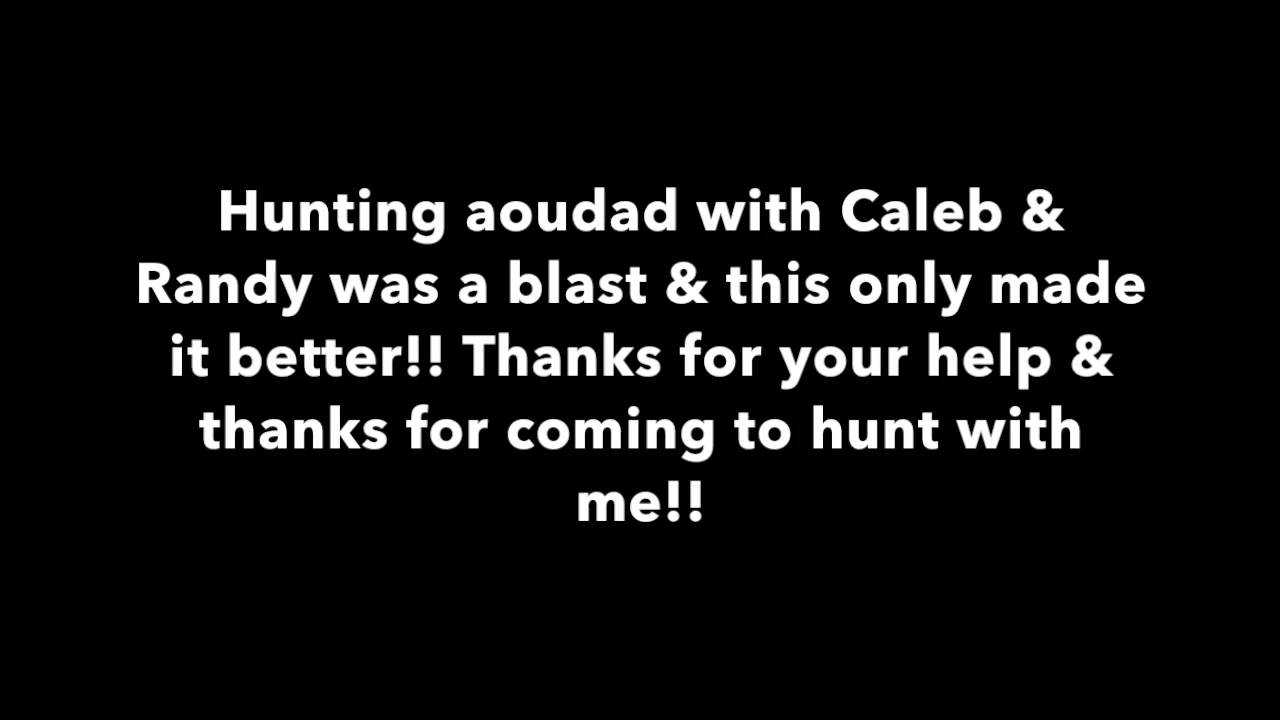 Hunting aoudad with Caleb &
Randy was a blast & this only made
it better!! Thanks for your help &
thanks for coming to hunt with
me!!